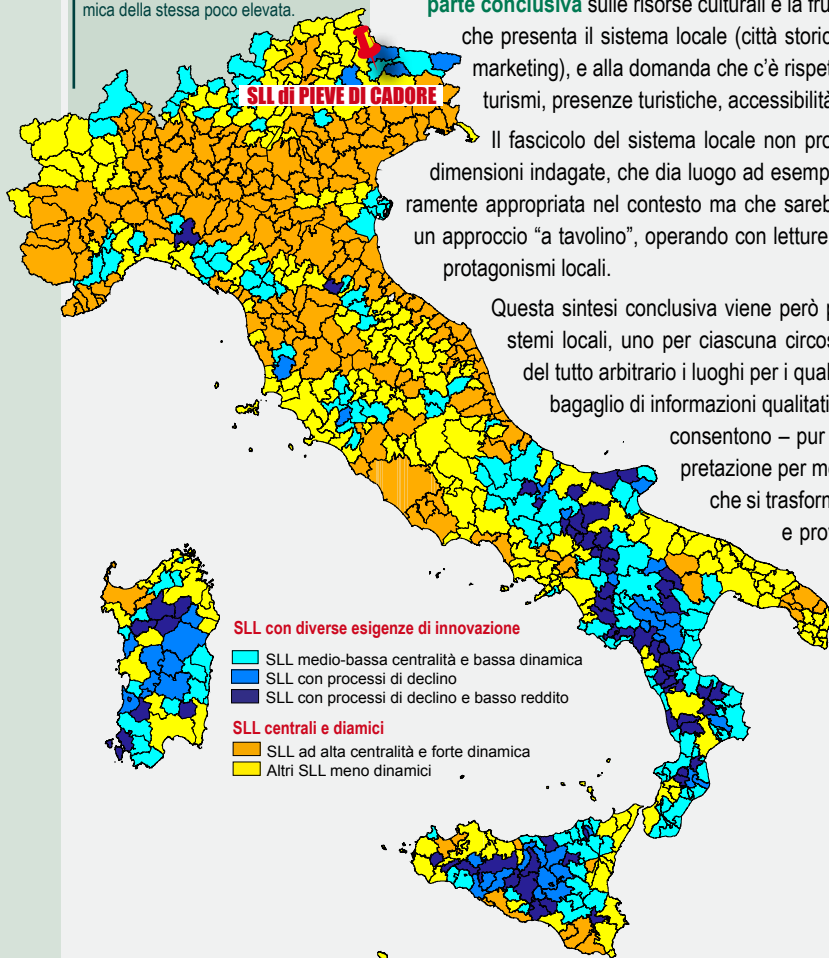 mica della stessa poco elevata.
parte conclusiva sulle risorse culturali e la fru
che presenta il sistema locale (città storic
marketing), e alla domanda che c'è rispet
turismi, presenze turistiche, accessibilità
Il fascicolo del sistema locale non pro
dimensioni indagate, che dia luogo ad esemp
ramente appropriata nel contesto ma che sareb
un approccio “a tavolino”, operando con letture
protagonismi locali.
Questa sintesi conclusiva viene però p
stemi locali, uno per ciascuna circos
del tutto arbitrario i luoghi per i qual
bagaglio di informazioni qualitati
consentono – pur
pretazione per me
che si trasform
e prov
SLL di PIEVE DI CADORE
SLL con diverse esigenze di innovazione
SLL medio-bassa centralità e bassa dinamica
SLL con processi di declino
SLL con processi di declino e basso reddito
SLL centrali e diamici
SLL ad alta centralità e forte dinamica
Altri SLL meno dinamici